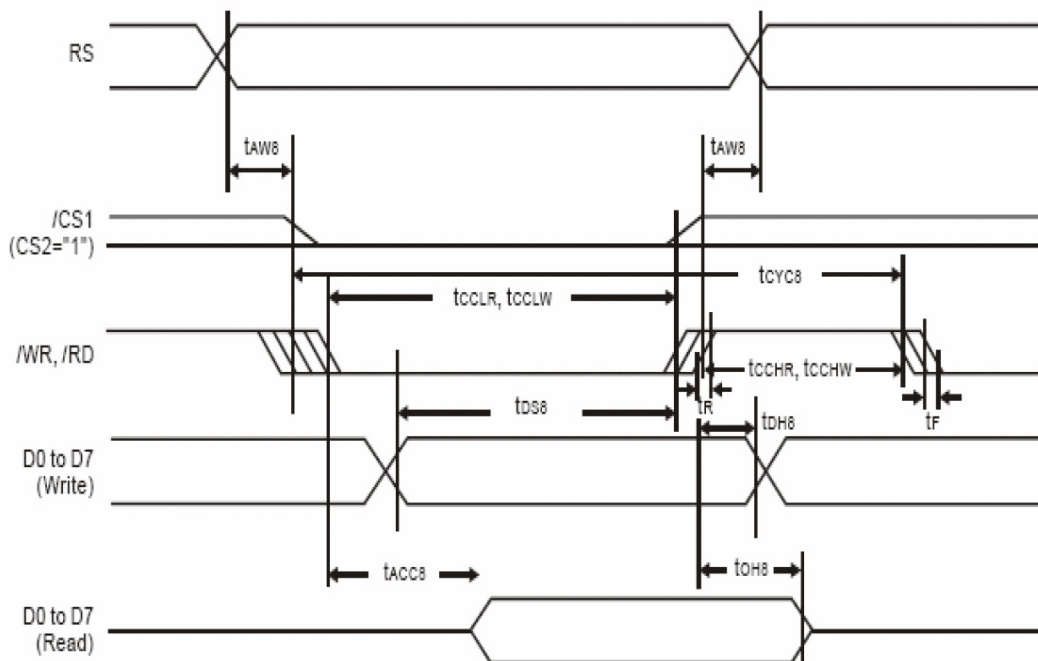 RS
tAW8
tAW8
/CS1
(CS2="1")
tCYC8
tCCLR, tCCLW
/WR, /RD
tCCHR, tCCHW
tDS8
tR
tDH8
tF
D0 to D7
(Write)
tACC8
tOH8
D0 to D7
(Read)